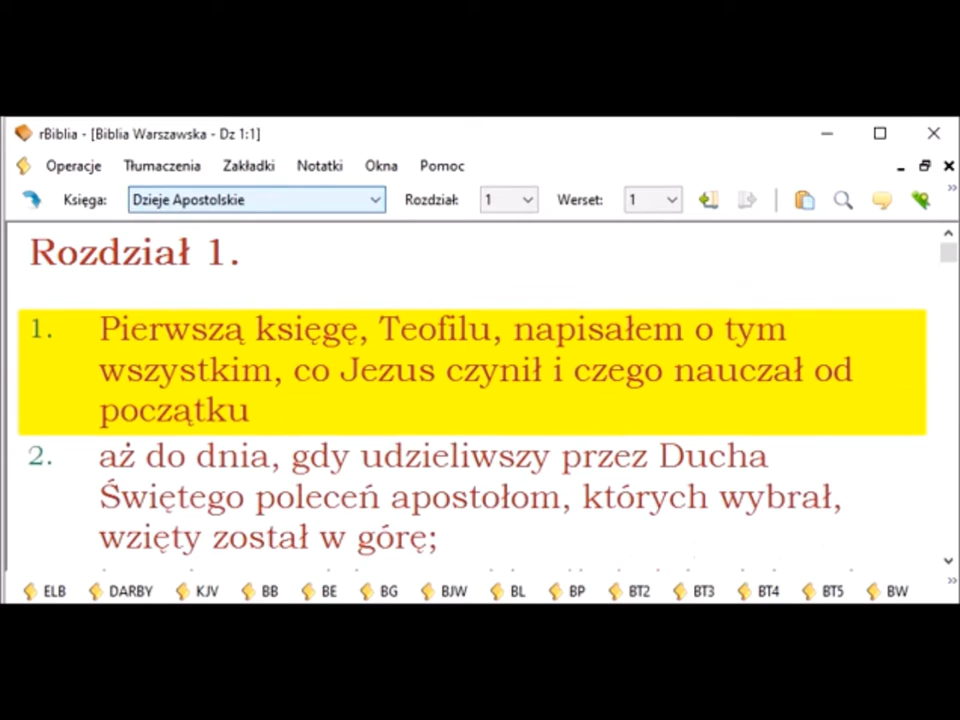 rBiblia - [Biblia Warszawska - Dz 1:1]
Operacje Tłumaczenia Zakładki Notatki Okna Pomoc
Księga: Dzieje Apostolskie Rozdział: 1 Werset: 1
Rozdział 1.
1. Pierwszą księgę, Teofilu, napisałem o tym
wszystkim, co Jezus czynił i czego nauczał od
początku
2. aż do dnia, gdy udzieliwszy przez Ducha
Świętego poleceń apostołom, których wybrał,
wzięty został w górę;
ELB DARBY KJV BB BE BG BJW BL BP BT2 BT3 BT4 BT5 BW